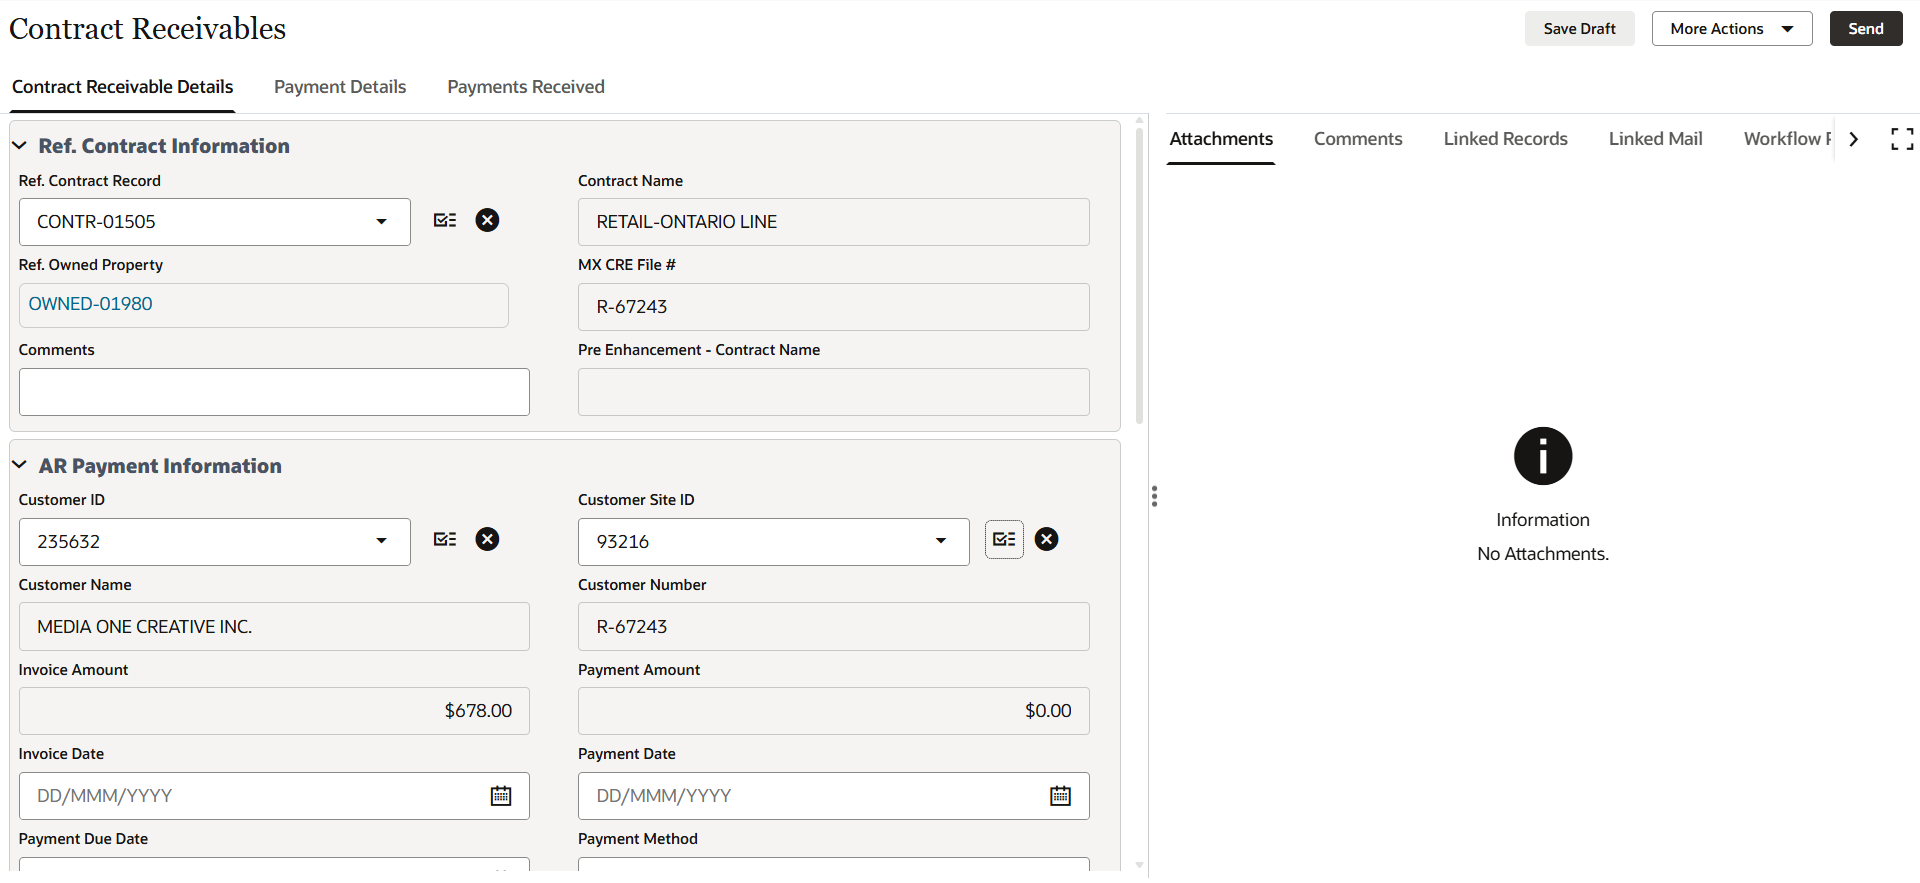 Contract Receivables
Save Draft
More Actions
Send
Contract Receivable Details
Payment Details
Payments Received
Ref. Contract Information
Ref. Contract Record
Contract Name
CONTR-01505
RETAIL-ONTARIO LINE
Ref. Owned Property
MX CRE File #
OWNED-01980
R-67243
Comments
Pre Enhancement - Contract Name
AR Payment Information
Customer ID
Customer Site ID
235632
93216
Customer Name
Customer Number
MEDIA ONE CREATIVE INC.
R-67243
Invoice Amount
Payment Amount
$678.00
$0.00
Invoice Date
Payment Date
DD/MMM/YYYY
DD/MMM/YYYY
Payment Due Date
Payment Method
Attachments
Comments
Linked Records
Linked Mail
Workflow
Information
No Attachments.